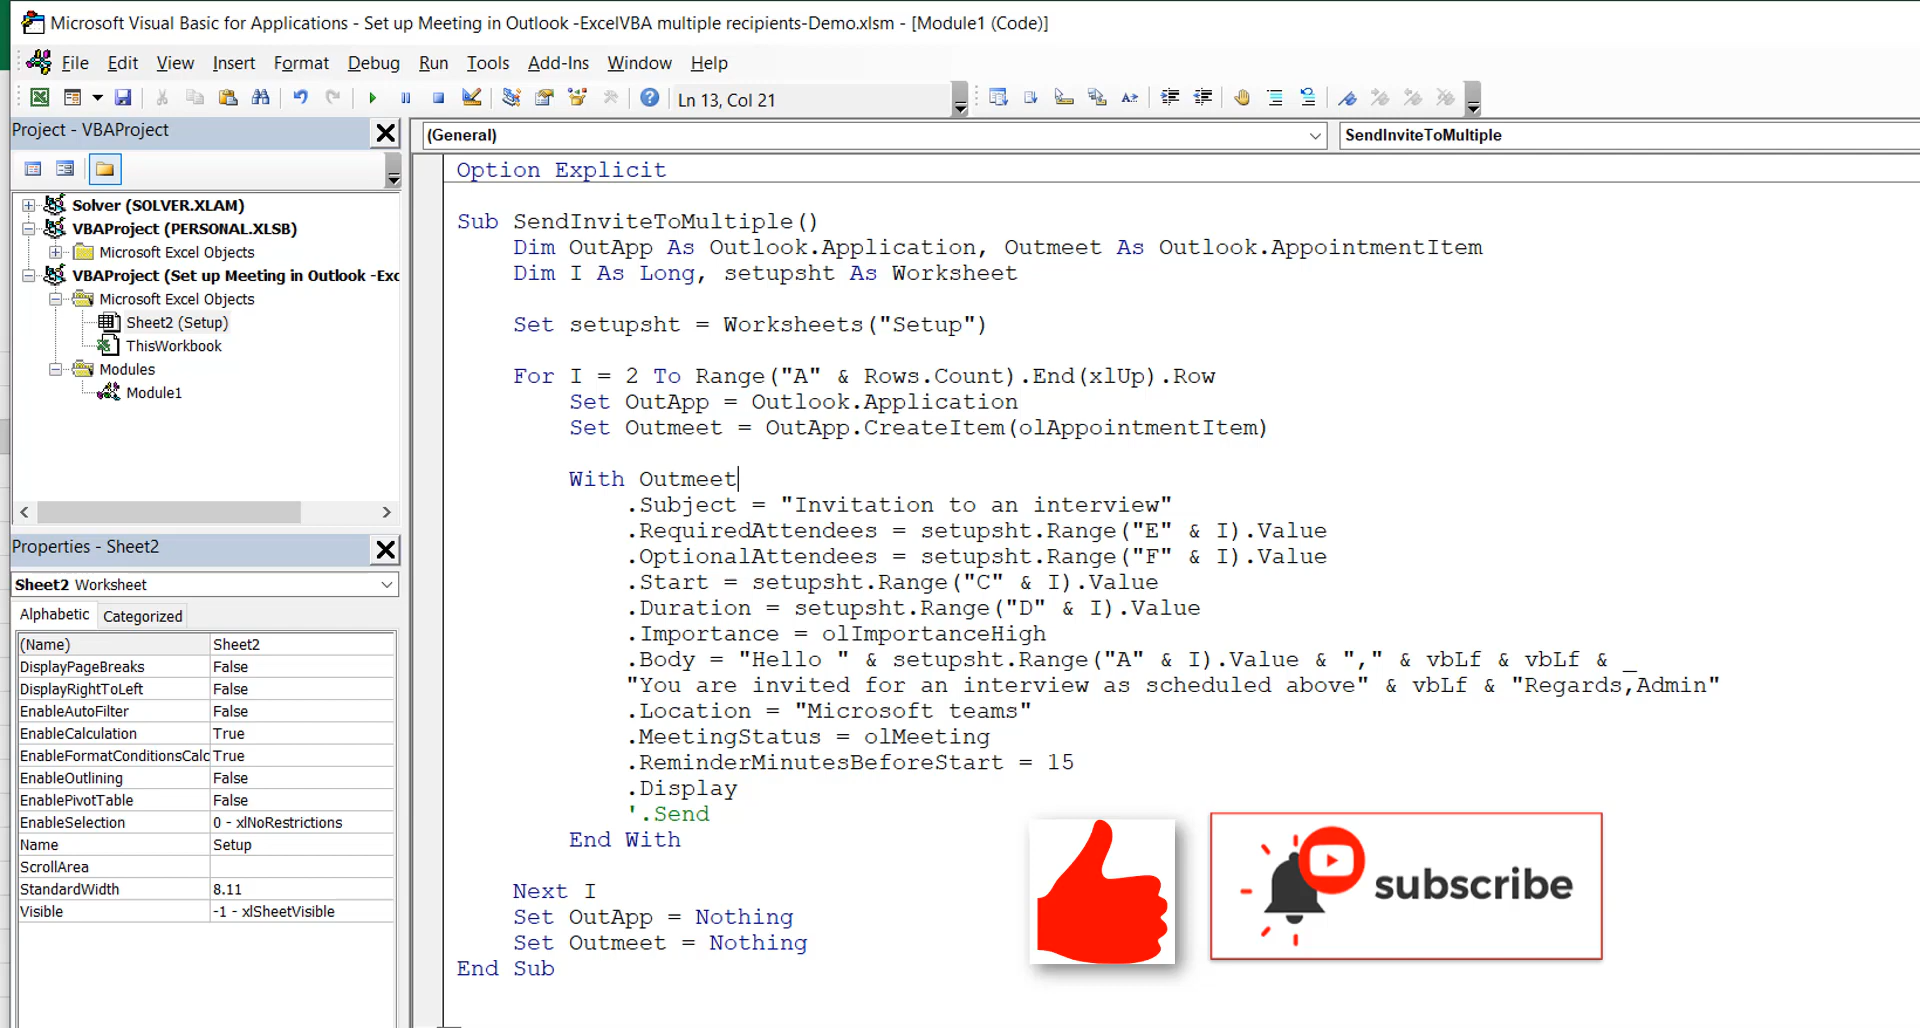 Microsoft Visual Basic for Applications - Set up Meeting in Outlook -ExcelVBA multiple recipients-Demo.xlsm - [Module1 (Code)]
File Edit View Insert Format Debug Run Tools Add-Ins Window Help
Ln 13, Col 21
Project - VBAProject
Solver (SOLVER.XLAM)
VBAProject (PERSONAL.XLSB)
Microsoft Excel Objects
VBAProject (Set up Meeting in Outlook -Exc
Microsoft Excel Objects
Sheet2 (Setup)
ThisWorkbook
Modules
Module1
Properties - Sheet2
Sheet2 Worksheet
Alphabetic Categorized
(Name) Sheet2
DisplayPageBreaks False
DisplayRightToLeft False
EnableAutoFilter False
EnableCalculation True
EnableFormatConditionsCalc True
EnableOutlining False
EnablePivotTable False
EnableSelection 0 - xlNoRestrictions
Name Setup
ScrollArea
StandardWidth 8.11
Visible -1 - xlSheetVisible
(General) SendInviteToMultiple
Option Explicit
Sub SendInviteToMultiple()
Dim OutApp As Outlook.Application, Outmeet As Outlook.AppointmentItem
Dim I As Long, setupsht As Worksheet
Set setupsht = Worksheets("Setup")
For I = 2 To Range("A" & Rows.Count).End(xlUp).Row
Set OutApp = Outlook.Application
Set Outmeet = OutApp.CreateItem(olAppointmentItem)
With Outmeet
.Subject = "Invitation to an interview"
.RequiredAttendees = setupsht.Range("E" & I).Value
.OptionalAttendees = setupsht.Range("F" & I).Value
.Start = setupsht.Range("C" & I).Value
.Duration = setupsht.Range("D" & I).Value
.Importance = olImportanceHigh
.Body = "Hello " & setupsht.Range("A" & I).Value & "," & vbLf & vbLf & _
"You are invited for an interview as scheduled above" & vbLf & "Regards,Admin"
.Location = "Microsoft teams"
.MeetingStatus = olMeeting
.ReminderMinutesBeforeStart = 15
.Display
'.Send
End With
Next I
Set OutApp = Nothing
Set Outmeet = Nothing
End Sub
subscribe